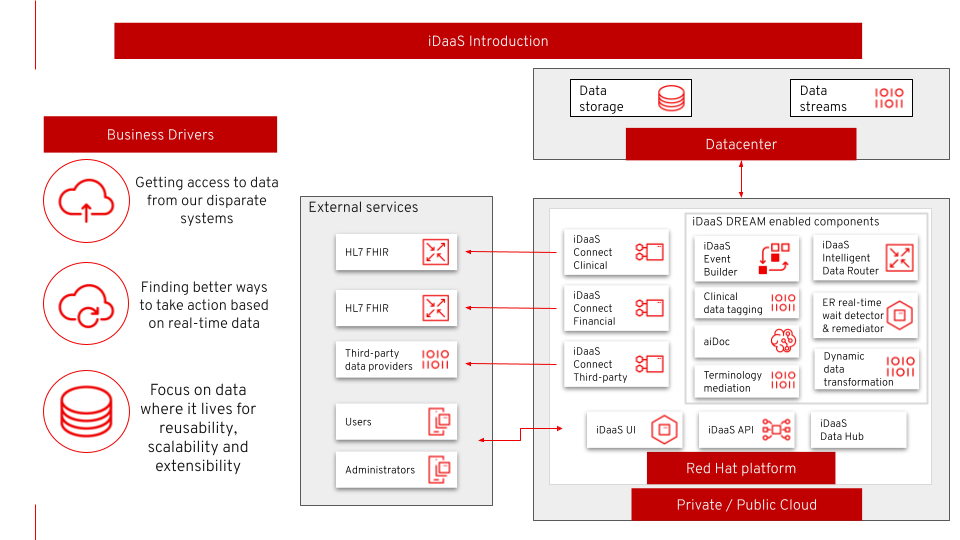 iDaaS Introduction
Data
storage
Data
streams
Datacenter
Business Drivers
Getting access to data
from our disparate
systems
Finding better ways
to take action based
on real-time data
Focus on data
where it lives for
reusability,
scalability and
extensibility
External services
HL7 FHIR
HL7 FHIR
Third-party
data providers
Users
Administrators
iDaaS
Connect
Clinical
iDaaS
Connect
Financial
iDaaS
Connect
Third-party
iDaaS DREAM enabled components
iDaaS
Event
Builder
iDaaS
Intelligent
Data Router
Clinical
data tagging
ER real-time
wait detector
& remediator
aiDoc
Dynamic
data
transformation
Terminology
mediation
iDaaS UI
iDaaS API
iDaaS
Data Hub
Red Hat platform
Private / Public Cloud